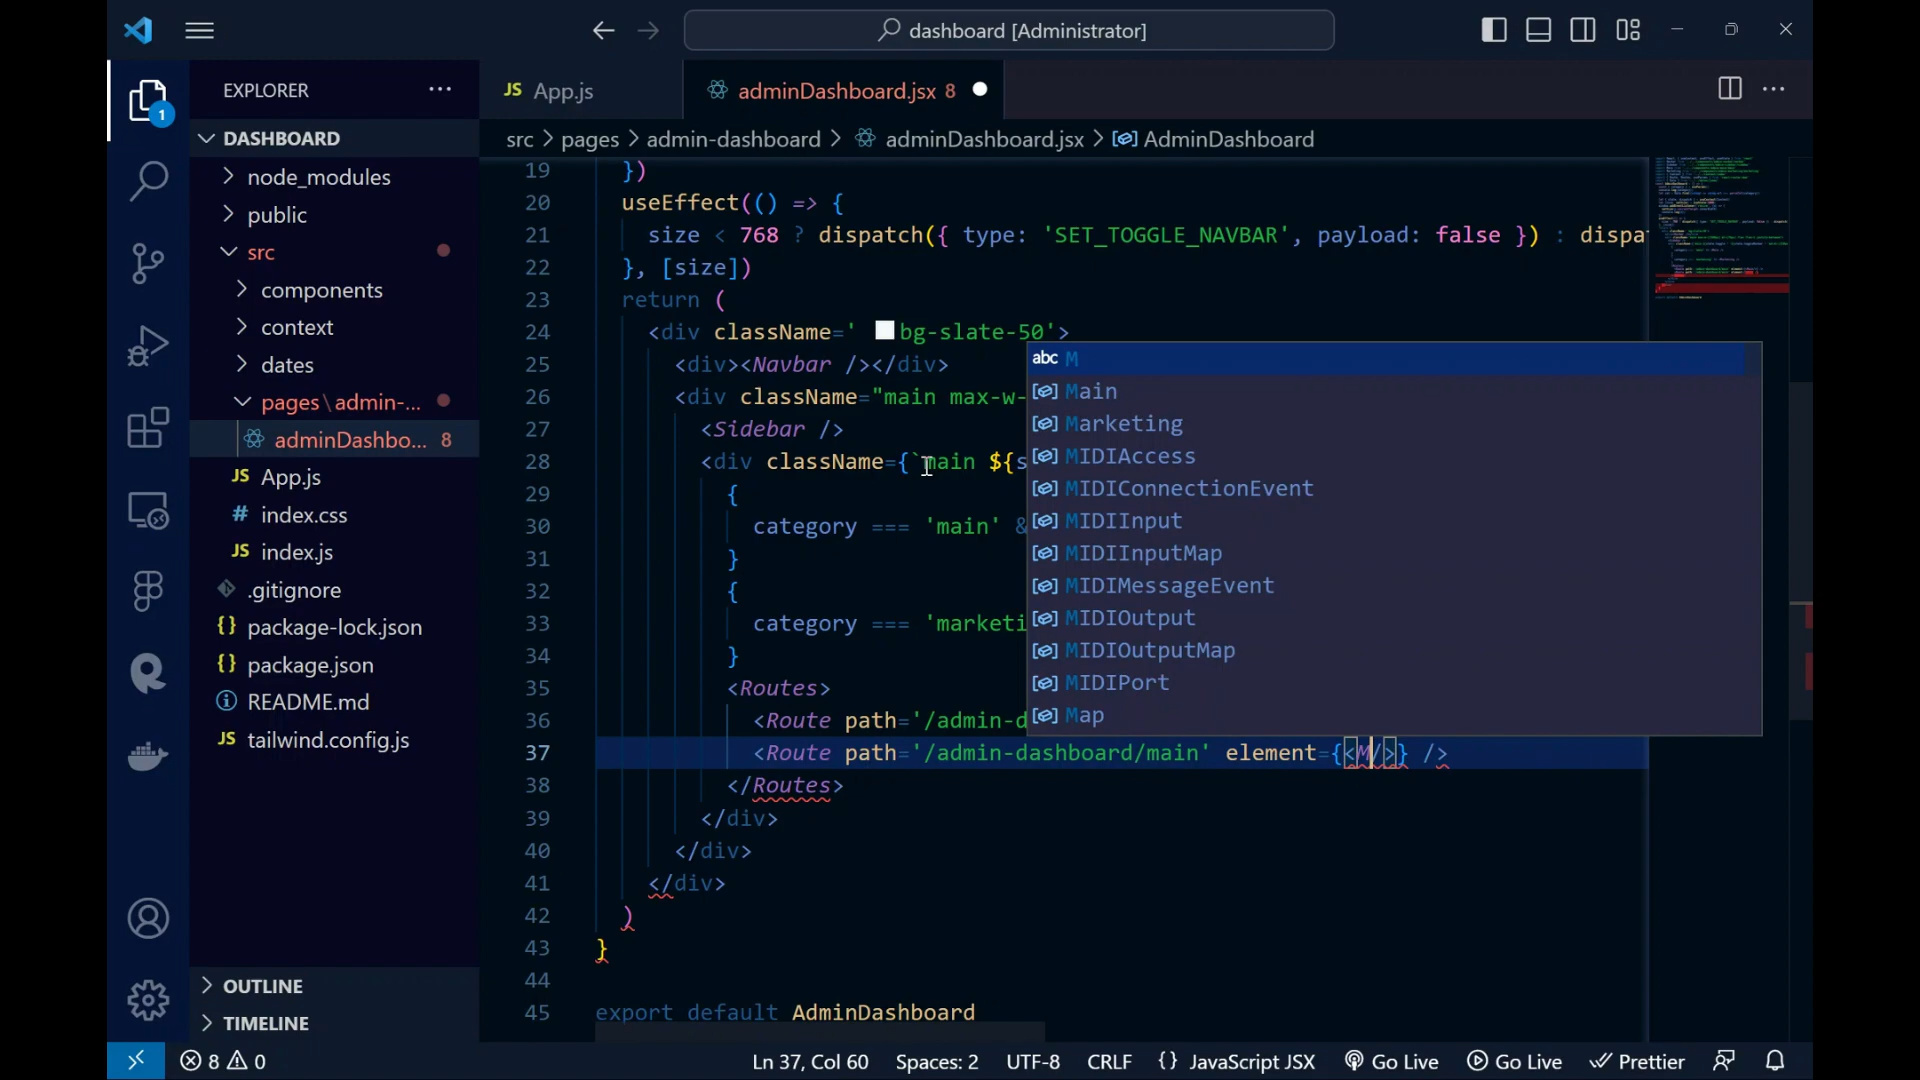 dashboard [Administrator]
EXPLORER
DASHBOARD
node_modules
public
src
components
context
dates
pages\admin-...
adminDashbo... 8
JS App.js
# index.css
JS index.js
.gitignore
{} package-lock.json
{} package.json
README.md
JS tailwind.config.js
OUTLINE
TIMELINE
1
JS App.js
adminDashboard.jsx 8
src > pages > admin-dashboard > adminDashboard.jsx > AdminDashboard
19 })
20 useEffect(() => {
21 size < 768 ? dispatch({ type: 'SET_TOGGLE_NAVBAR', payload: false }) : dispa
22 }, [size])
23 return (
24 <div className=' bg-slate-50'>
25 <div><Navbar /></div>
26 <div className="main max-w-
27 <Sidebar />
28 <div className={`main ${s
29 {
30 category === 'main' &
31 }
32 {
33 category === 'marketi
34 }
35 <Routes>
36 <Route path='/admin-d
37 <Route path='/admin-dashboard/main' element={<M/>} />
38 </Routes>
39 </div>
40 </div>
41 </div>
42 )
43 }
44
45 export default AdminDashboard
abc M
Main
Marketing
MIDIAccess
MIDIConnectionEvent
MIDIInput
MIDIInputMap
MIDIMessageEvent
MIDIOutput
MIDIOutputMap
MIDIPort
Map
8 0
Ln 37, Col 60 Spaces: 2 UTF-8 CRLF {} JavaScript JSX Go Live Go Live Prettier